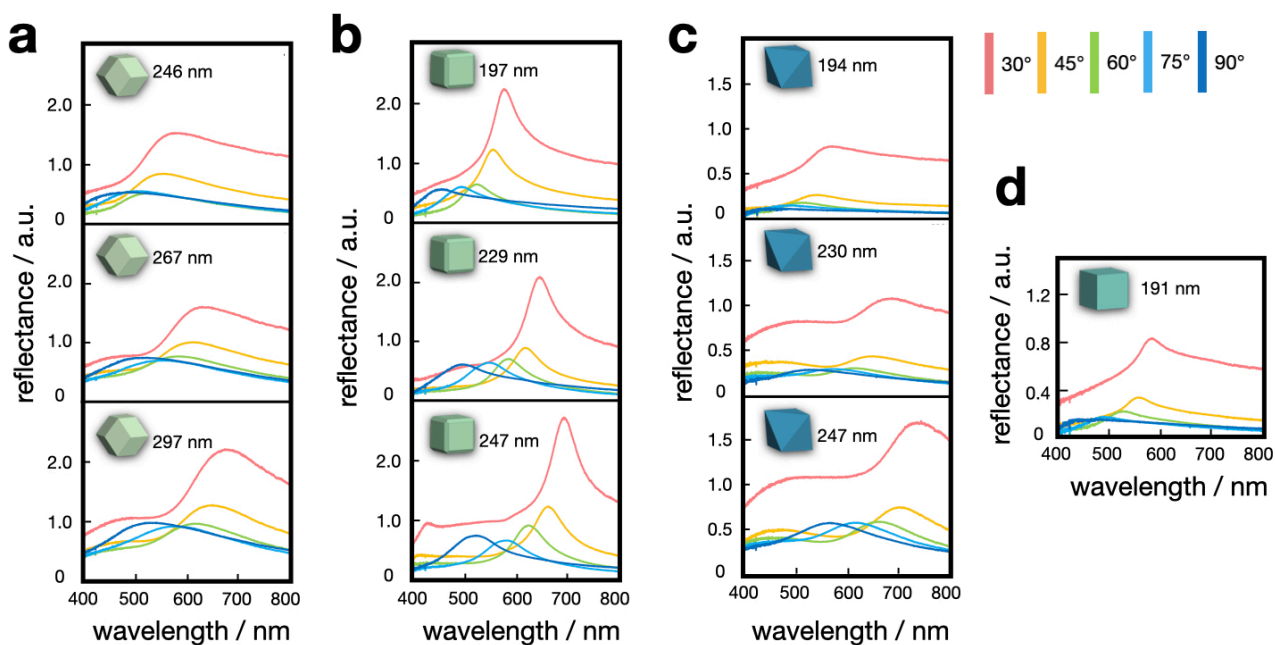 a
246 nm
2.0
1.0
0
267 nm
2.0
1.0
0
297 nm
2.0
1.0
0
400 500 600 700 800
wavelength / nm
reflectance / a.u.
b
197 nm
2.0
1.0
0
229 nm
2.0
1.0
0
247 nm
2.0
1.0
0
400 500 600 700 800
wavelength / nm
reflectance / a.u.
c
194 nm
1.5
1.0
0.5
0
230 nm
1.5
1.0
0.5
0
247 nm
1.5
1.0
0.5
0
400 500 600 700 800
wavelength / nm
reflectance / a.u.
30° 45° 60° 75° 90°
d
191 nm
1.2
0.8
0.4
0
400 500 600 700 800
wavelength / nm
reflectance / a.u.